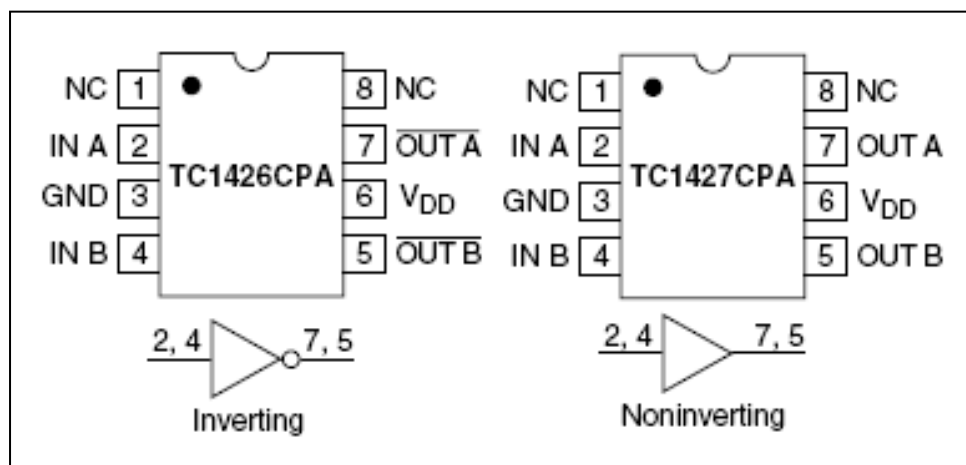 NC 1 8 NC
IN A 2 7 OUT A
TC1426CPA
GND 3 6 VDD
IN B 4 5 OUT B
2, 4 7, 5
Inverting
NC 1 8 NC
IN A 2 7 OUT A
TC1427CPA
GND 3 6 VDD
IN B 4 5 OUT B
2, 4 7, 5
Noninverting